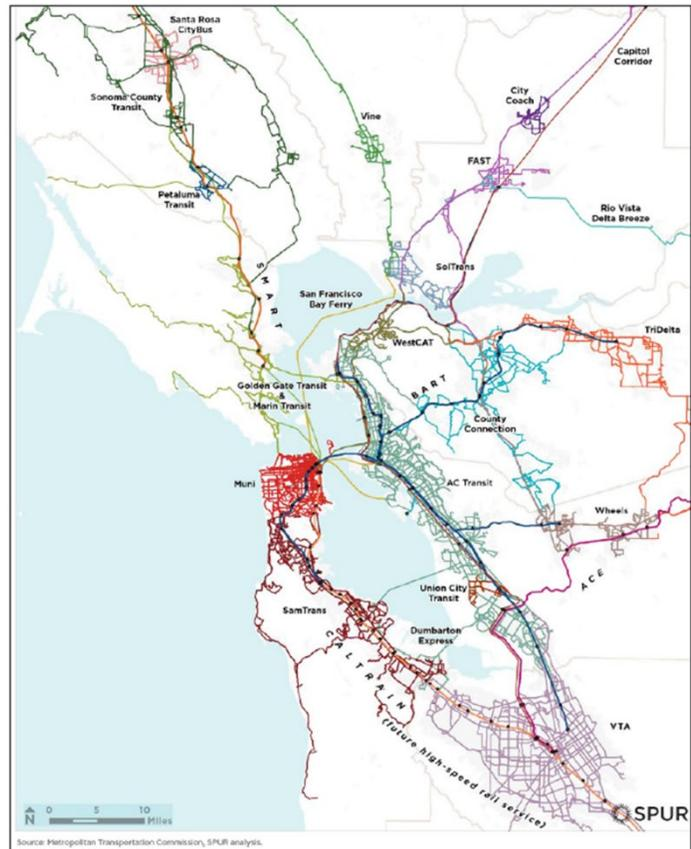 Santa Rosa
CityBus
Capitol
Corridor
Sonoma County
Transit
City
Coach
Vine
FAST
Petaluma
Transit
Rio Vista
Delta Breeze
SMART
SolTrans
San Francisco
Bay Ferry
TriDelta
WestCAT
BART
Golden Gate Transit
&
Marin Transit
County
Connection
Muni
AC Transit
Wheels
ACE
Union City
Transit
SamTrans
Dumbarton
Express
CALTRAIN
(future high-speed rail service)
VTA
SPUR
0 5 10
N Miles
Source: Metropolitan Transportation Commission, SPUR analysis.